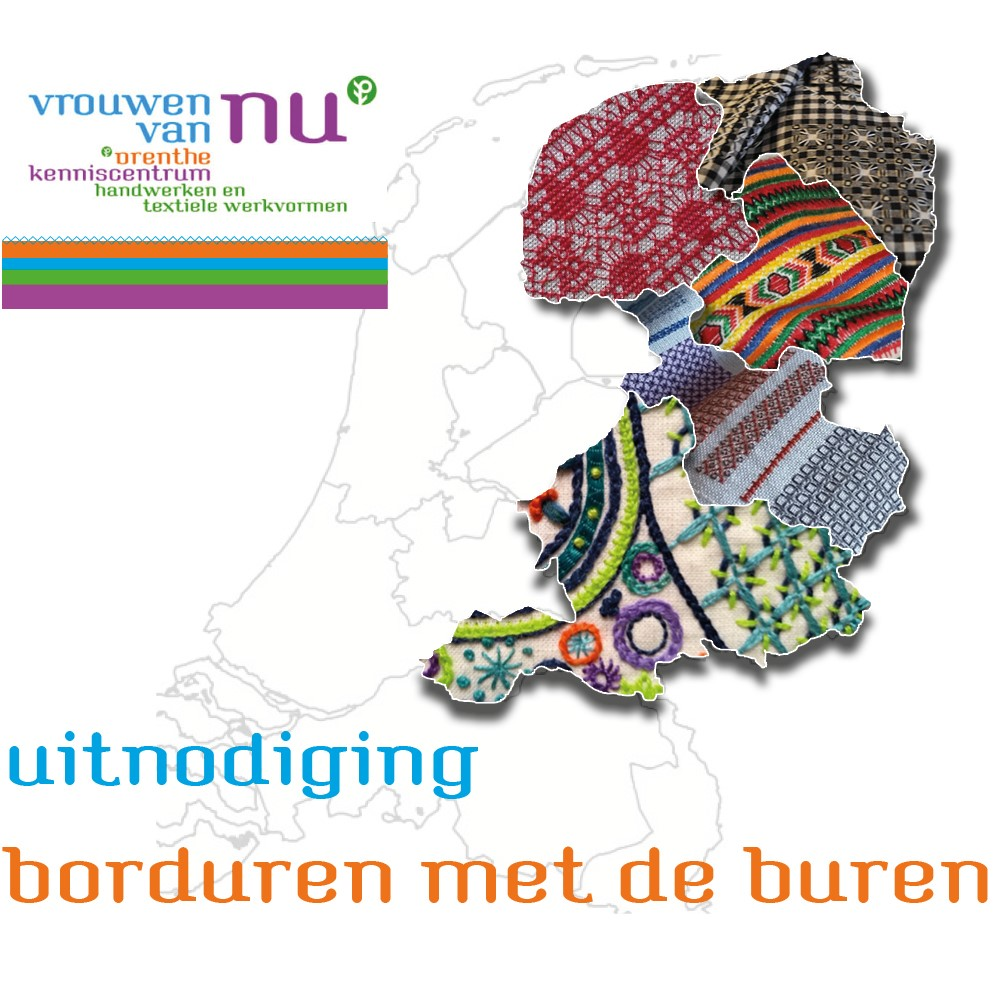 vrouwen
van nu
drenthe
kenniscentrum
handwerken en
textiele werkvormen
uitnodiging
borduren met de buren